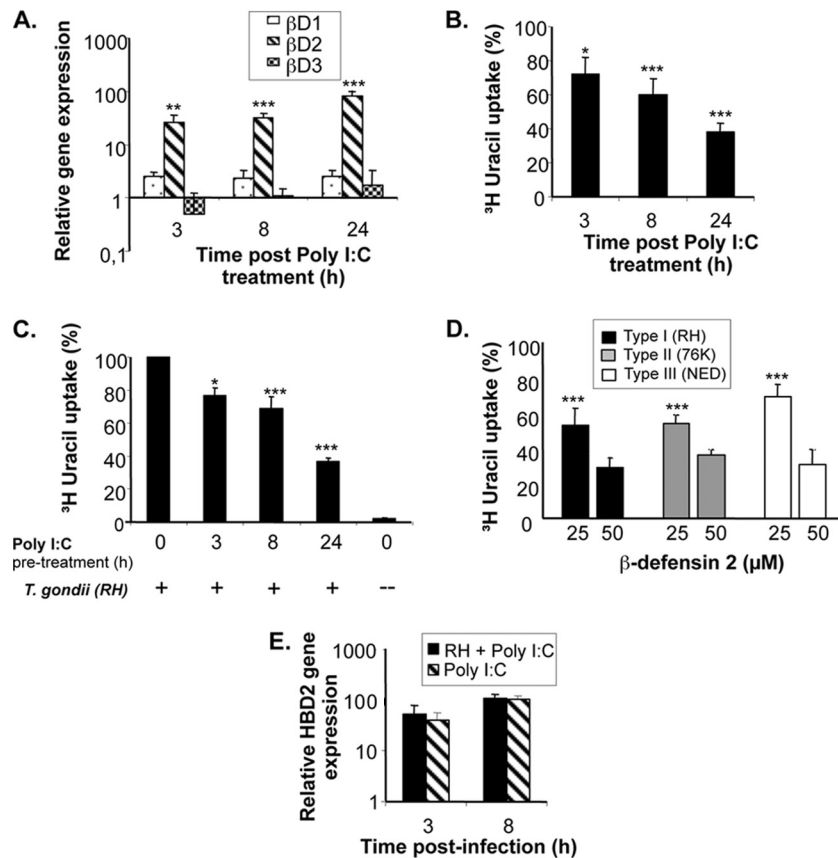 A.
βD1
βD2
βD3
Relative gene expression
1000
100
10
1
0,1
**
***
***
3 8 24
Time post Poly I:C
treatment (h)
B.
³H Uracil uptake (%)
100
80
60
40
20
0
*
***
***
3 8 24
Time post Poly I:C
treatment (h)
C.
³H Uracil uptake (%)
100
80
60
40
20
0
*
***
***
Poly I:C 0 3 8 24 0
pre-treatment (h)
T. gondii (RH) + + + + --
D.
Type I (RH)
Type II (76K)
Type III (NED)
³H Uracil uptake (%)
100
80
60
40
20
0
***
***
***
25 50 25 50 25 50
β-defensin 2 (µM)
E.
RH + Poly I:C
Poly I:C
Relative HBD2 gene
expression
1000
100
10
1
3 8
Time post-infection (h)